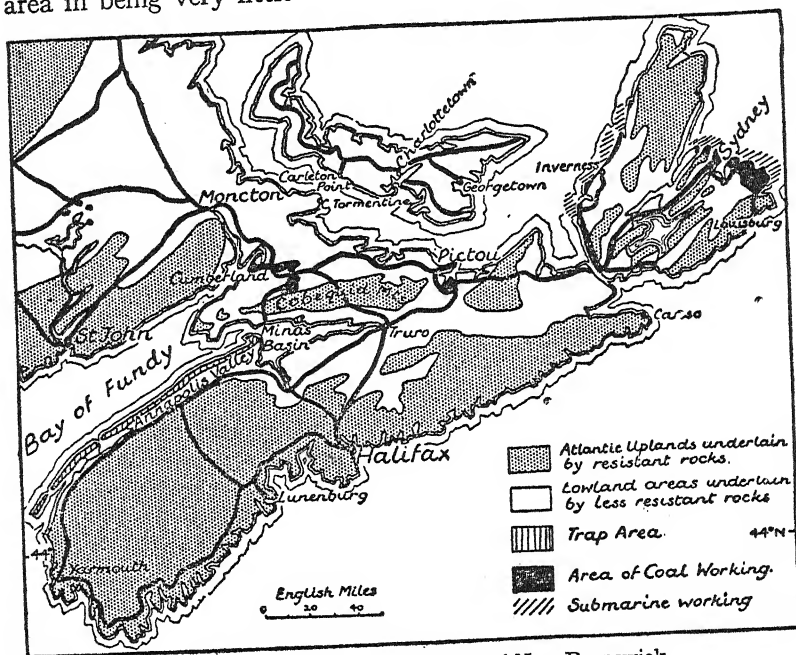 area in being very
Charlottetown
Sydney
Inverness
Carleton
Point
Georgetown
Moncton
C. Tormentine
Louisburg
Pictou
Cumberland
Cobequid Mts
St John
Minas
Basin
Truro
Canso
Bay of Fundy
Annapolis Valley
Halifax
Lunenburg
Atlantic Uplands underlain
by resistant rocks.
Lowland areas underlain
by less resistant rocks
Trap Area.
44°N
44°
Yarmouth
Area of Coal Working.
English Miles
0 20 40
Submarine working